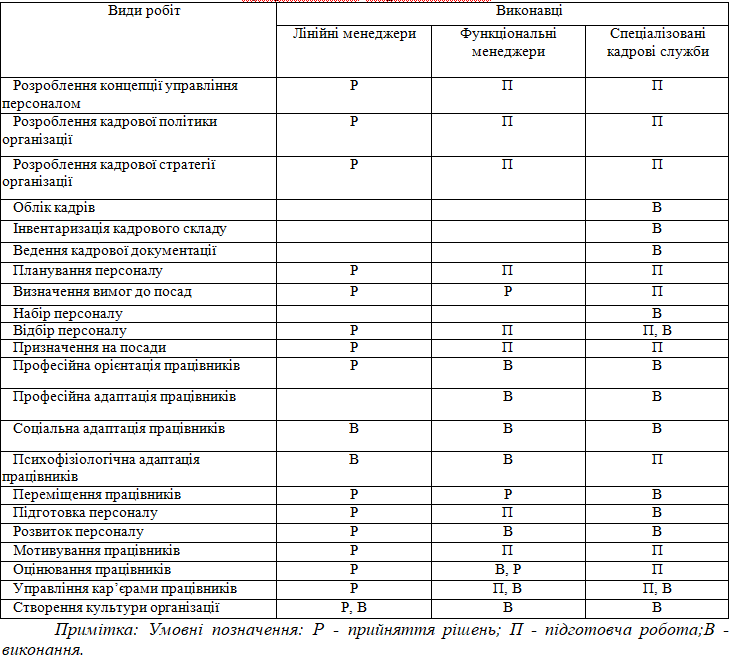 Види робіт Виконавці
Лінійні менеджери Функціональні Спеціалізовані
менеджери кадрові служби
Розроблення концепції управління Р П П
персоналом
Розроблення кадрової політики Р П П
організації
Розроблення кадрової стратегії Р П П
організації
Облік кадрів В
Інвентаризація кадрового складу В
Ведення кадрової документації В
Планування персоналу Р П П
Визначення вимог до посад Р Р П
Набір персоналу В
Відбір персоналу Р П П, В
Призначення на посади Р П П
Професійна орієнтація працівників Р В В
Професійна адаптація працівників В В
Соціальна адаптація працівників В В В
Психофізіологічна адаптація В В П
працівників
Переміщення працівників Р Р В
Підготовка персоналу Р П В
Розвиток персоналу Р В В
Мотивування працівників Р П П
Оцінювання працівників Р В, Р П
Управління кар’єрами працівників Р П, В П, В
Створення культури організації Р, В В В
Примітка: Умовні позначення: Р - прийняття рішень; П - підготовча робота;В -
виконання.